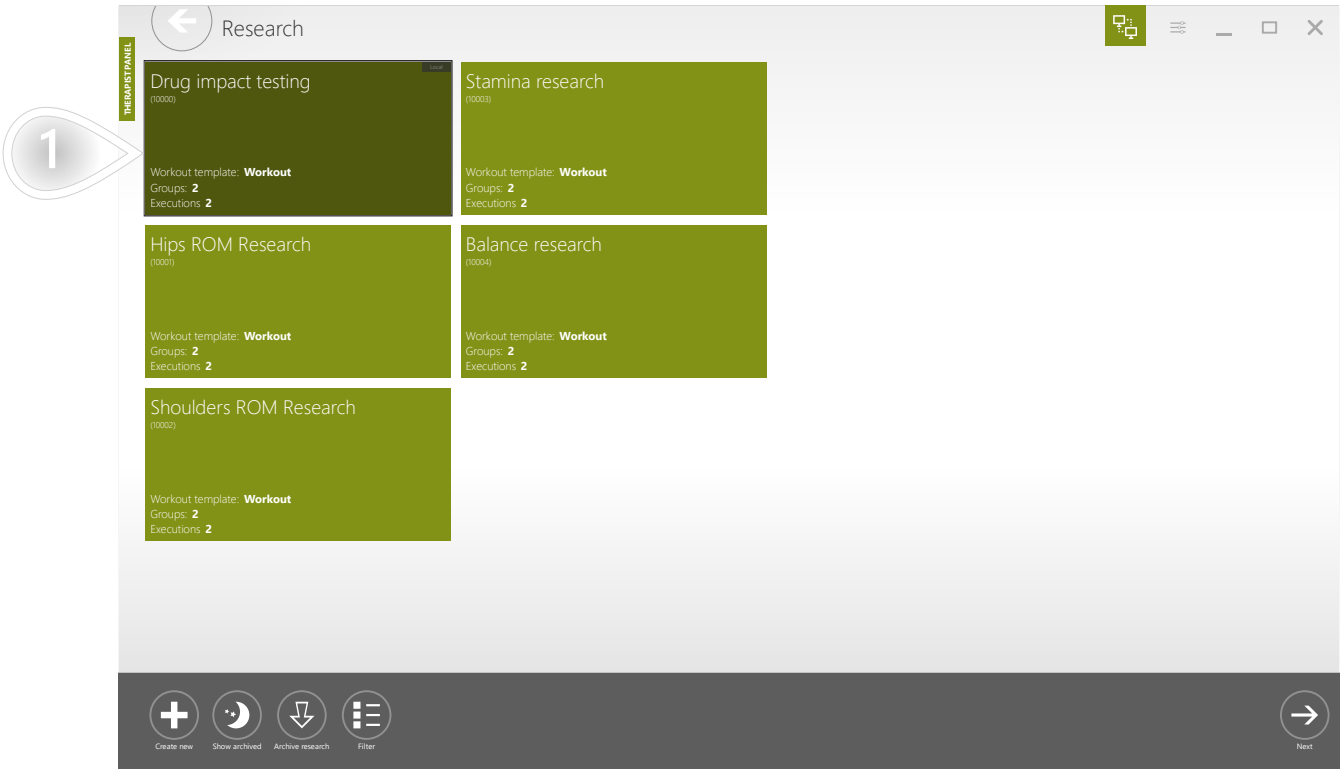 Research
THERAPIST PANEL
1
Local
Drug impact testing
(10000)
Workout template: Workout
Groups: 2
Executions 2
Stamina research
(10003)
Workout template: Workout
Groups: 2
Executions 2
Hips ROM Research
(10001)
Workout template: Workout
Groups: 2
Executions 2
Balance research
(10004)
Workout template: Workout
Groups: 2
Executions 2
Shoulders ROM Research
(10002)
Workout template: Workout
Groups: 2
Executions 2
Create new
Show archived
Archive research
Filter
Next